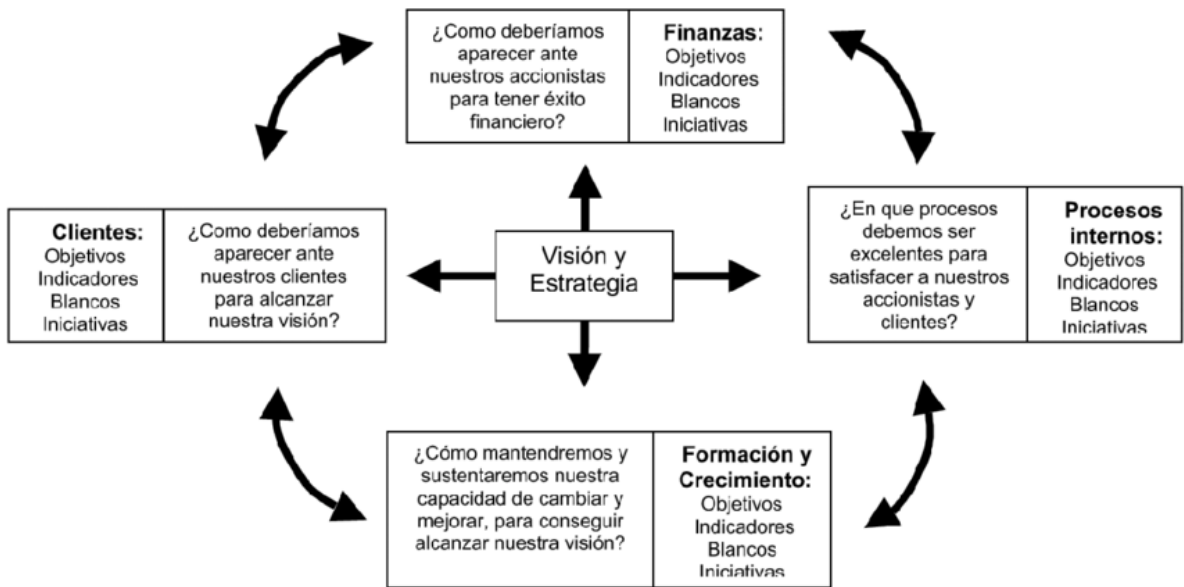 ¿Como deberíamos
aparecer ante
nuestros accionistas
para tener éxito
financiero?
Finanzas:
Objetivos
Indicadores
Blancos
Iniciativas
Clientes:
Objetivos
Indicadores
Blancos
Iniciativas
¿Como deberíamos
aparecer ante
nuestros clientes
para alcanzar
nuestra visión?
Visión y
Estrategia
¿En que procesos
debemos ser
excelentes para
satisfacer a nuestros
accionistas y
clientes?
Procesos
internos:
Objetivos
Indicadores
Blancos
Iniciativas
¿Cómo mantendremos y
sustentaremos nuestra
capacidad de cambiar y
mejorar, para conseguir
alcanzar nuestra visión?
Formación y
Crecimiento:
Objetivos
Indicadores
Blancos
Iniciativas